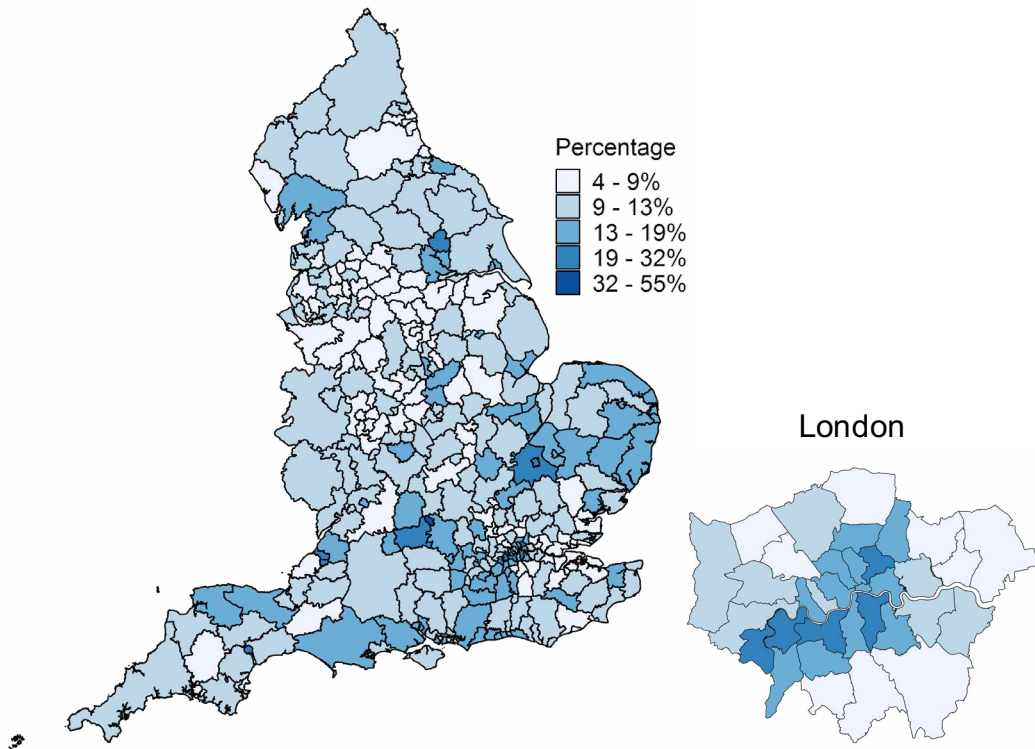 Percentage
4 - 9%
9 - 13%
13 - 19%
19 - 32%
32 - 55%
London